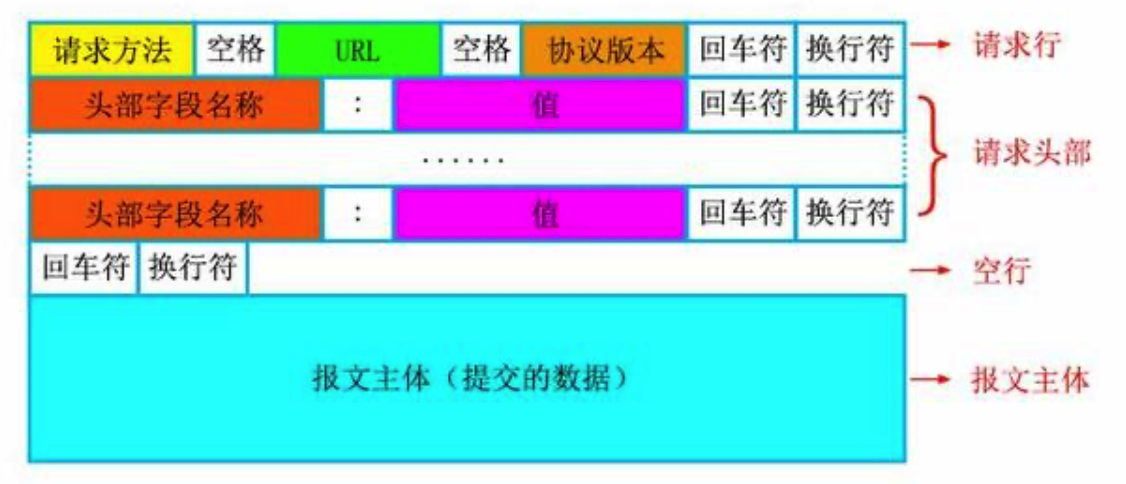 请求方法 空格 URL 空格 协议版本 回车符 换行符 请求行
头部字段名称 : 值 回车符 换行符
...... 请求头部
头部字段名称 : 值 回车符 换行符
回车符 换行符 空行
报文主体（提交的数据） 报文主体